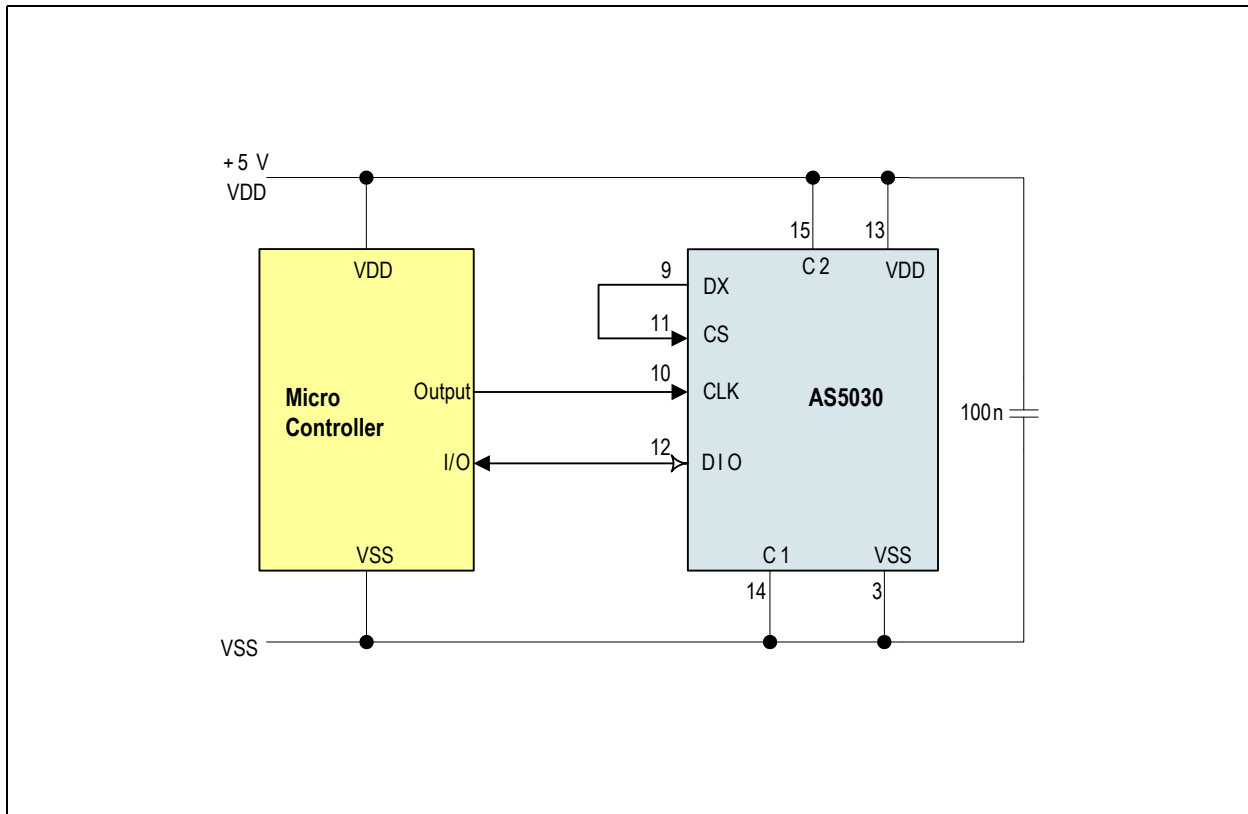 +5 V
VDD
15
13
VDD
C2
VDD
9
DX
11
CS
10
Output
CLK
Micro
Controller
AS5030
100n
12
I/O
DIO
VSS
C1
VSS
14
3
VSS